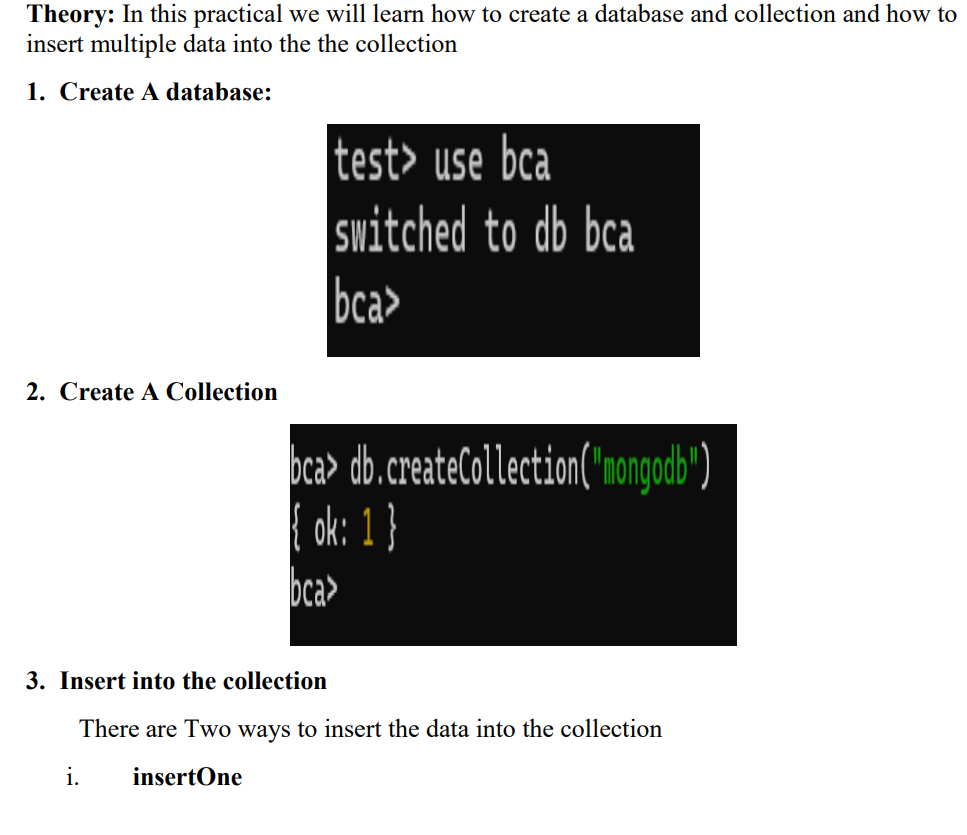 Theory: In this practical we will learn how to create a database and collection and how to
insert multiple data into the the collection
1. Create A database:
test> use bca
switched to db bca
bca>
2. Create A Collection
bca> db.createCollection("mongodb")
{ ok: 1 }
bca>
3. Insert into the collection
There are Two ways to insert the data into the collection
i. insertOne